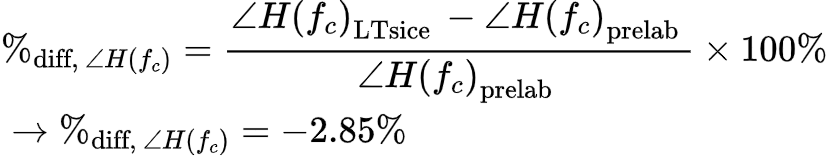 %diff, ∠H(fc) = (∠H(fc)LTsice − ∠H(fc)prelab) / ∠H(fc)prelab × 100%
→ %diff, ∠H(fc) = −2.85%